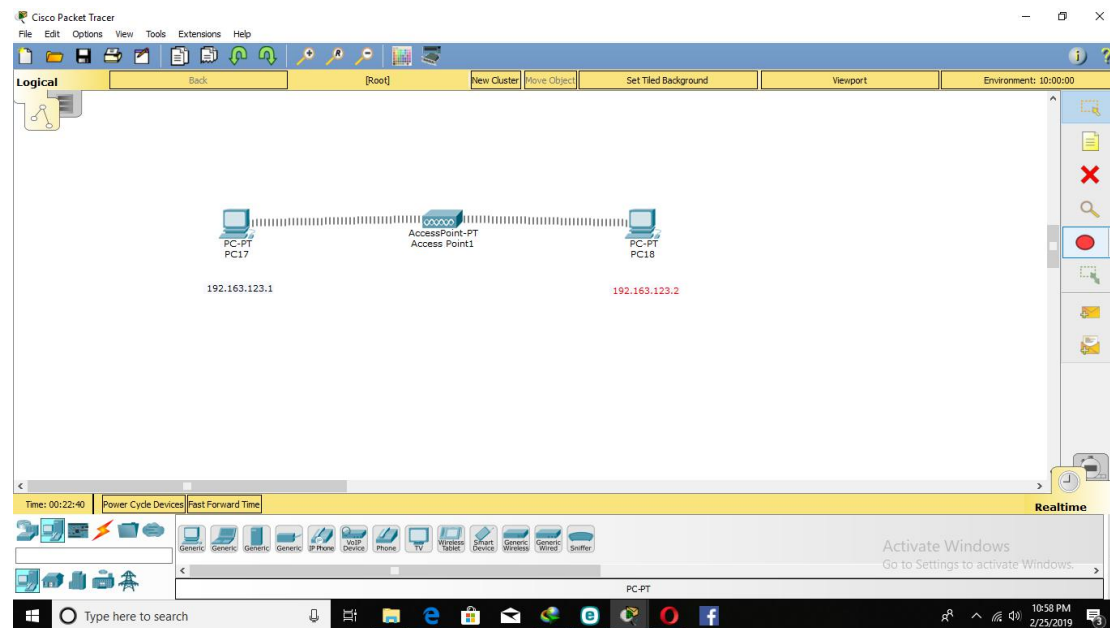 Cisco Packet Tracer
File Edit Options View Tools Extensions Help
Logical Back [Root] New Cluster Move Object Set Tiled Background Viewport Environment: 10:00:00
AccessPoint-PT
Access Point1
PC-PT
PC17
PC-PT
PC18
192.163.123.1
192.163.123.2
Time: 00:22:40 Power Cycle Devices Fast Forward Time
Realtime
Generic Generic Generic Generic IP Phone VoIP Device Phone TV Wireless Tablet Smart Device Generic Wireless Generic Wired Sniffer
Activate Windows
Go to Settings to activate Windows.
PC-PT
Type here to search
10:58 PM
2/25/2019